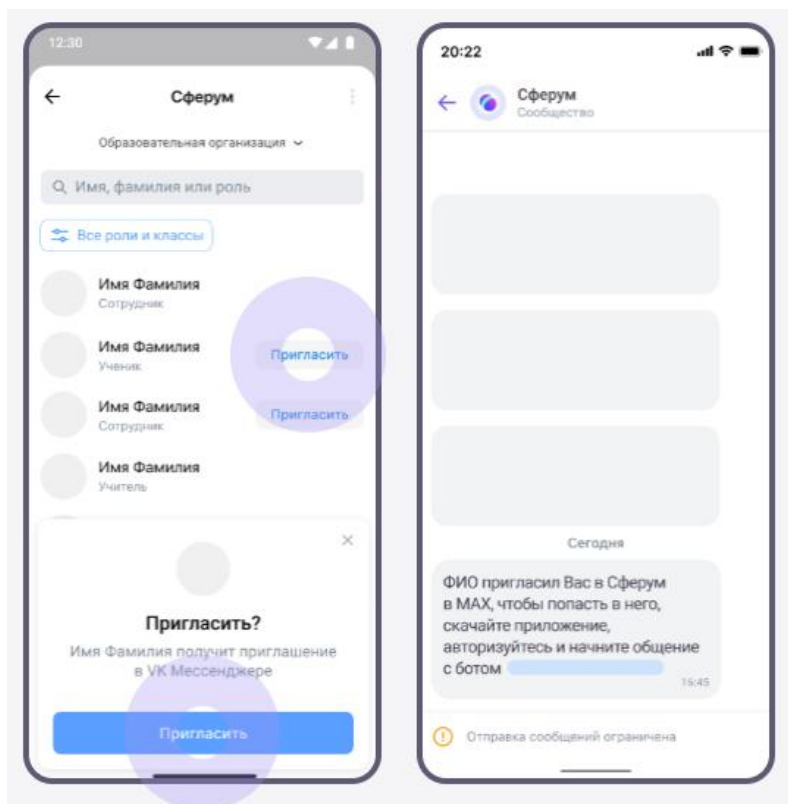 12:30
Сферум
Образовательная организация
Имя, фамилия или роль
Все роли и классы
Имя Фамилия
Сотрудник
Имя Фамилия
Ученик
Пригласить
Имя Фамилия
Сотрудник
Пригласить
Имя Фамилия
Учитель
Пригласить?
Имя Фамилия получит приглашение
в VK Мессенджере
Пригласить
20:22
Сферум
Сообщество
Сегодня
ФИО пригласил Вас в Сферум
в MAX, чтобы попасть в него,
скачайте приложение,
авторизуйтесь и начните общение
с ботом
16:45
Отправка сообщений ограничена